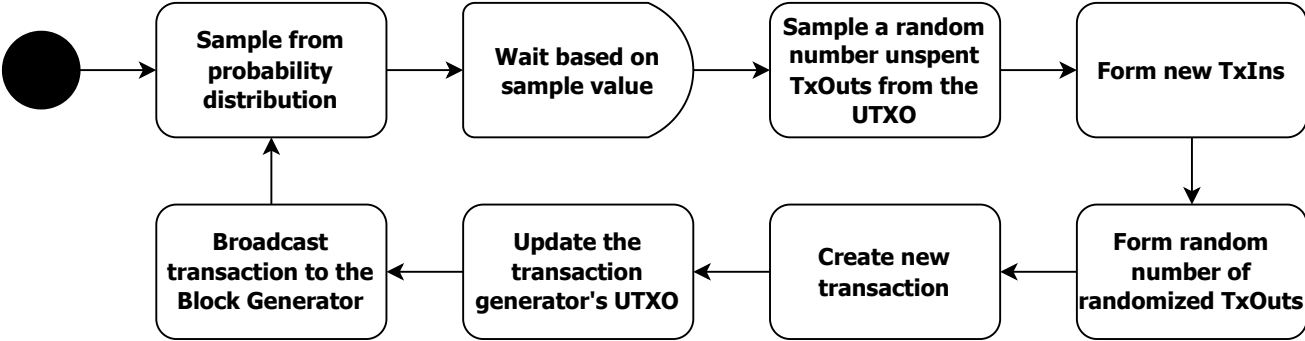 Sample from
probability
distribution
Wait based on
sample value
Sample a random
number unspent
TxOuts from the
UTXO
Form new TxIns
Form random
number of
randomized TxOuts
Create new
transaction
Update the
transaction
generator's UTXO
Broadcast
transaction to the
Block Generator